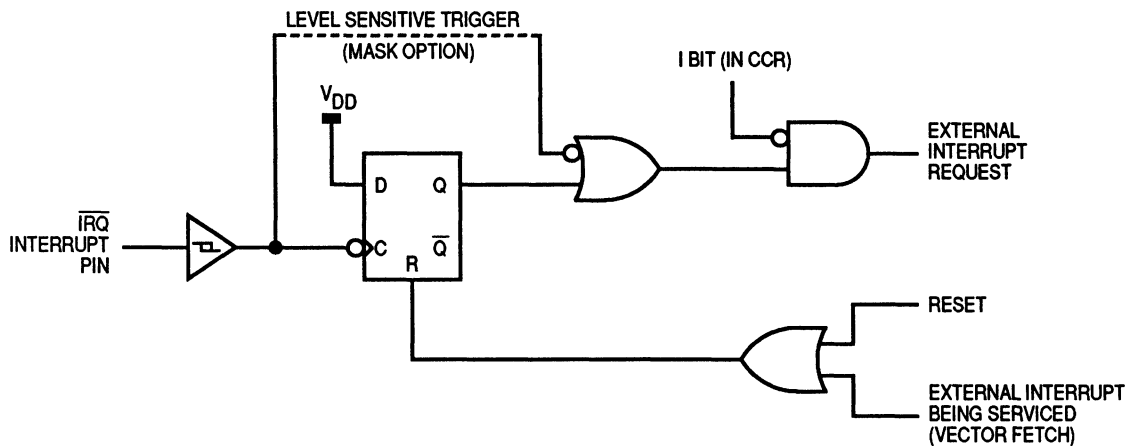 LEVEL SENSITIVE TRIGGER
(MASK OPTION)
I BIT (IN CCR)
VDD
EXTERNAL
INTERRUPT
REQUEST
D
Q
IRQ
INTERRUPT
PIN
C
Q
R
RESET
EXTERNAL INTERRUPT
BEING SERVICED
(VECTOR FETCH)